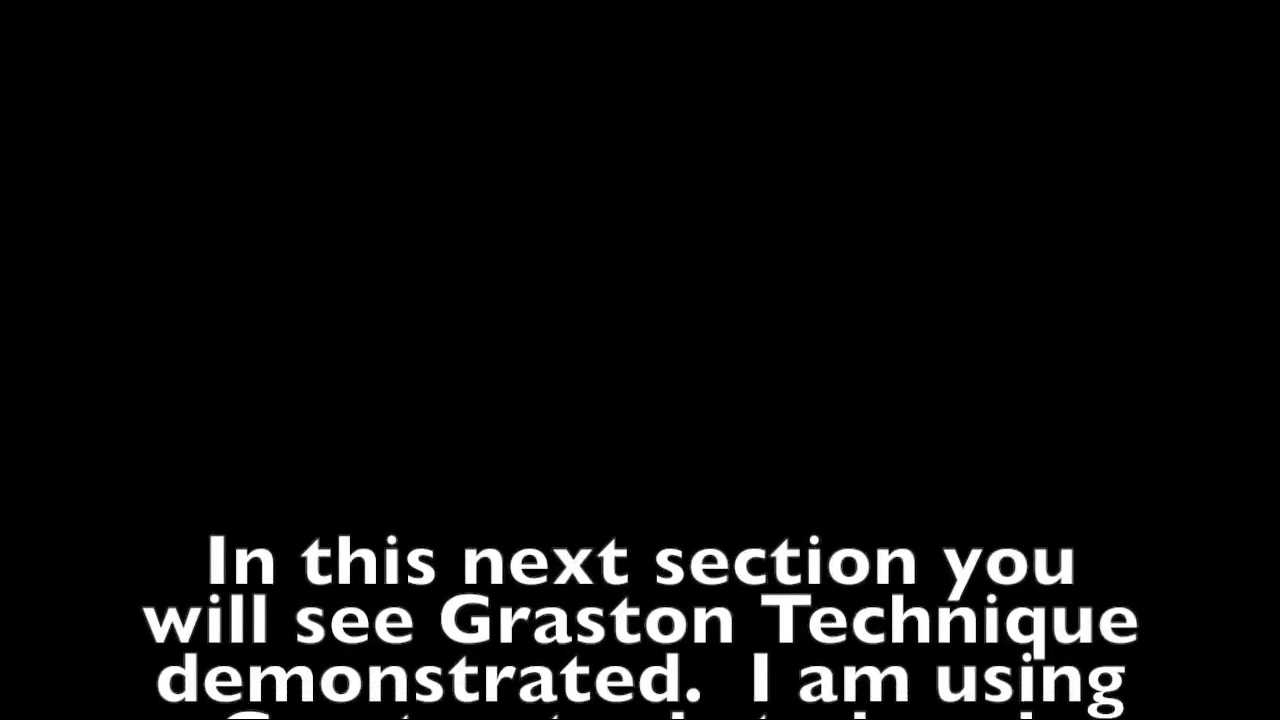 In this next section you
will see Graston Technique
demonstrated.  I am using